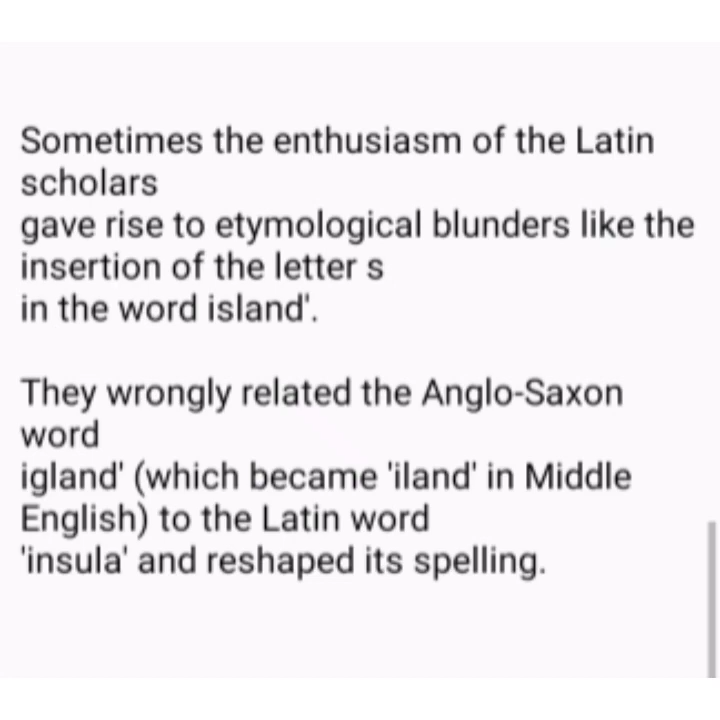 Sometimes the enthusiasm of the Latin
scholars
gave rise to etymological blunders like the
insertion of the letter s
in the word island'.
They wrongly related the Anglo-Saxon
word
igland' (which became 'iland' in Middle
English) to the Latin word
'insula' and reshaped its spelling.